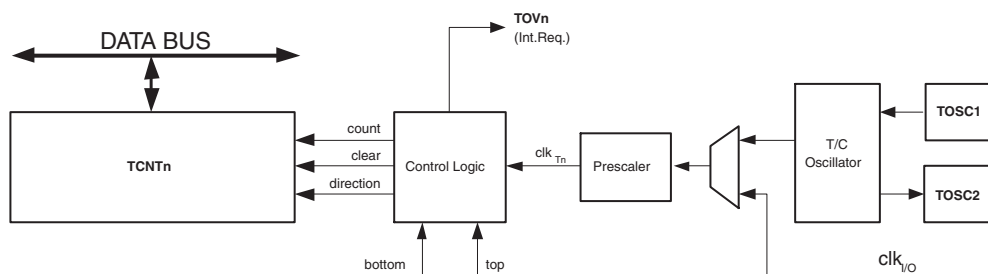 DATA BUS
TOVn
(Int.Req.)
TCNTn
count
clear
direction
Control Logic
clk Tn
Prescaler
T/C
Oscillator
TOSC1
TOSC2
bottom
top
clk I/O